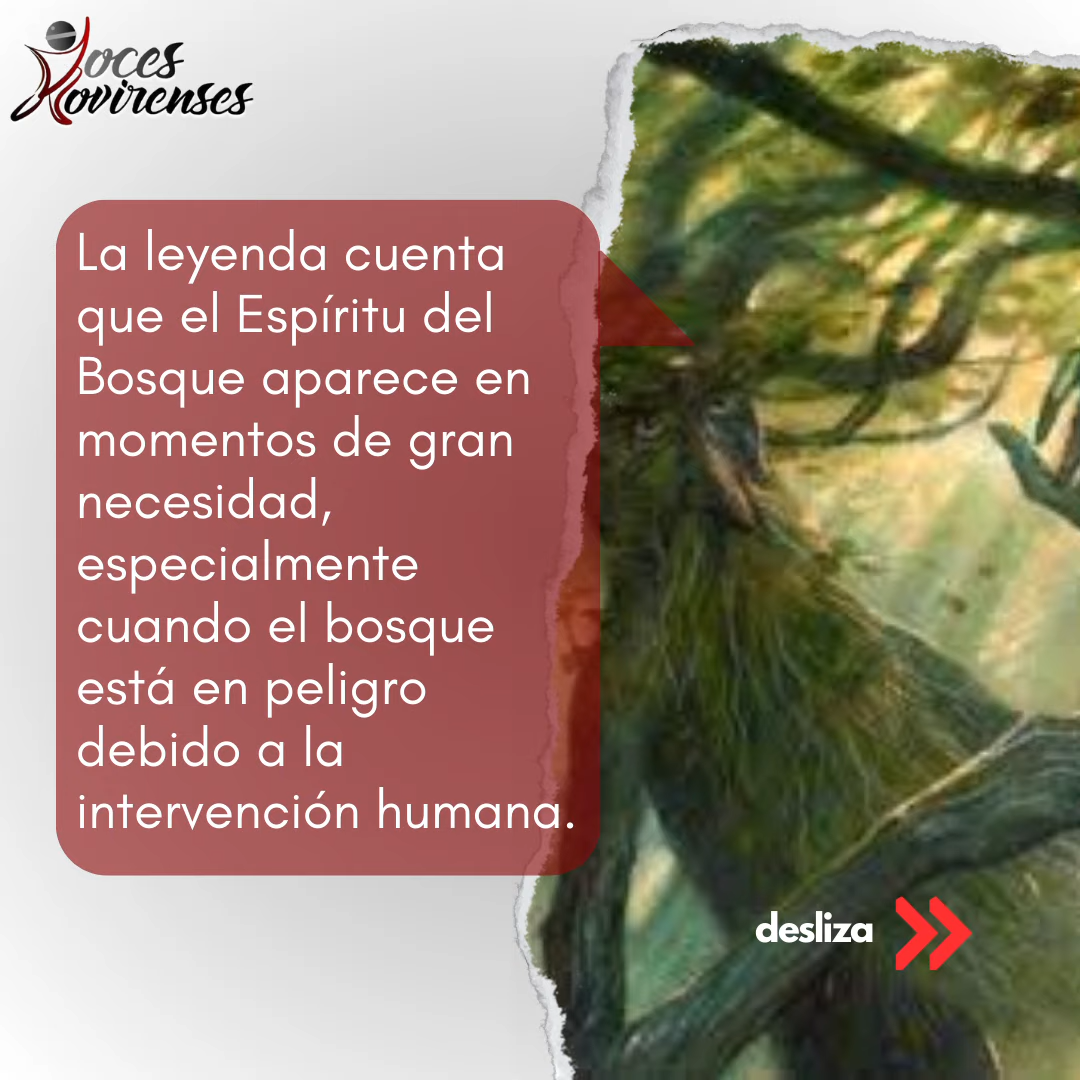 Voces
Rovirenses
La leyenda cuenta
que el Espíritu del
Bosque aparece en
momentos de gran
necesidad,
especialmente
cuando el bosque
está en peligro
debido a la
intervención humana.
desliza